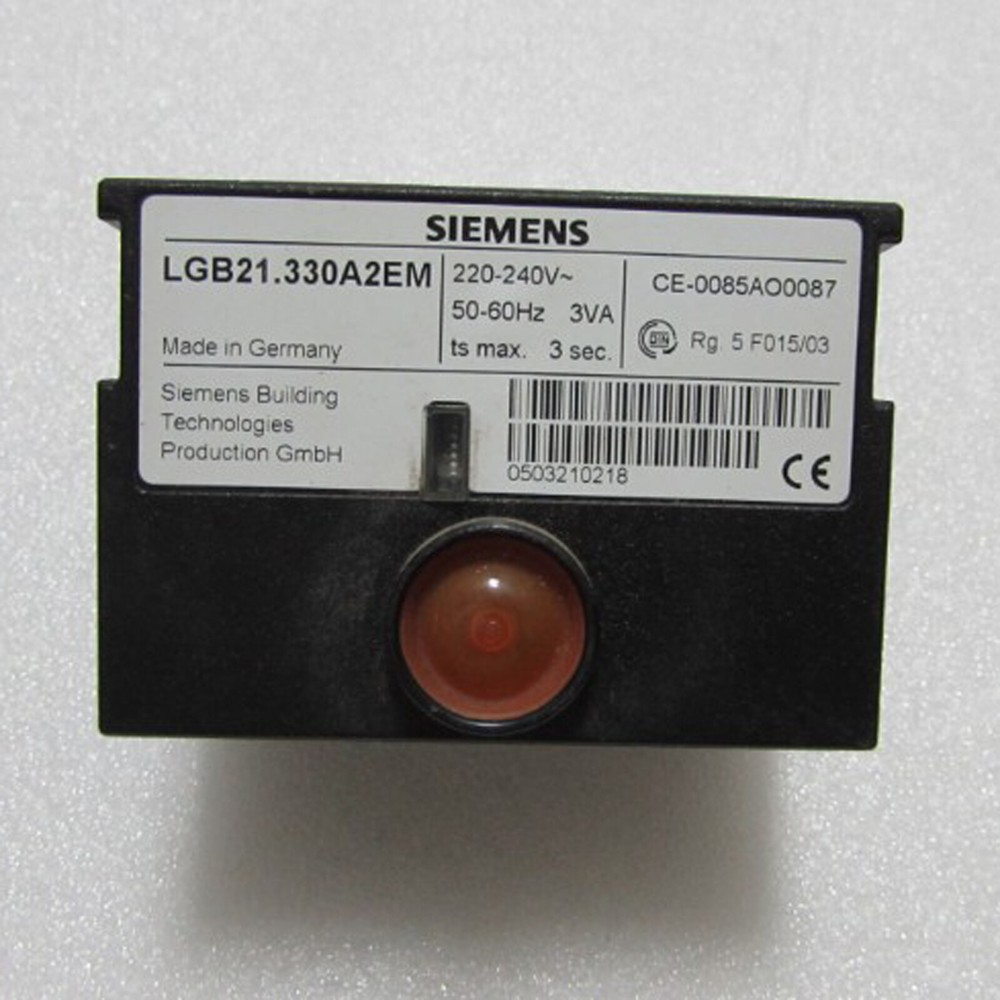 SIEMENS
LGB21.330A2EM
220-240V~
50-60Hz 3VA
ts max. 3 sec.
CE-0085AO0087
DIN Rg. 5 F015/03
Made in Germany
Siemens Building
Technologies
Production GmbH
0503210218
CE